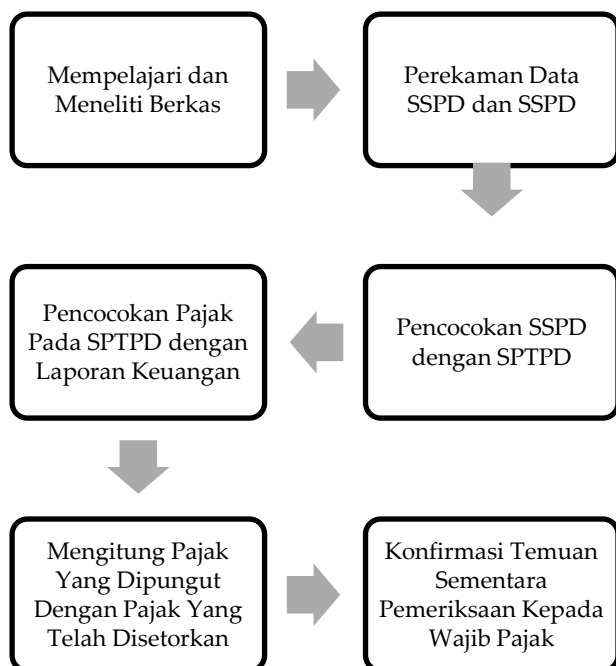 Mempelajari dan
Meneliti Berkas
Perekaman Data
SSPD dan SSPD
Pencocokan SSPD
dengan SPTPD
Pencocokan Pajak
Pada SPTPD dengan
Laporan Keuangan
Mengitung Pajak
Yang Dipungut
Dengan Pajak Yang
Telah Disetorkan
Konfirmasi Temuan
Sementara
Pemeriksaan Kepada
Wajib Pajak